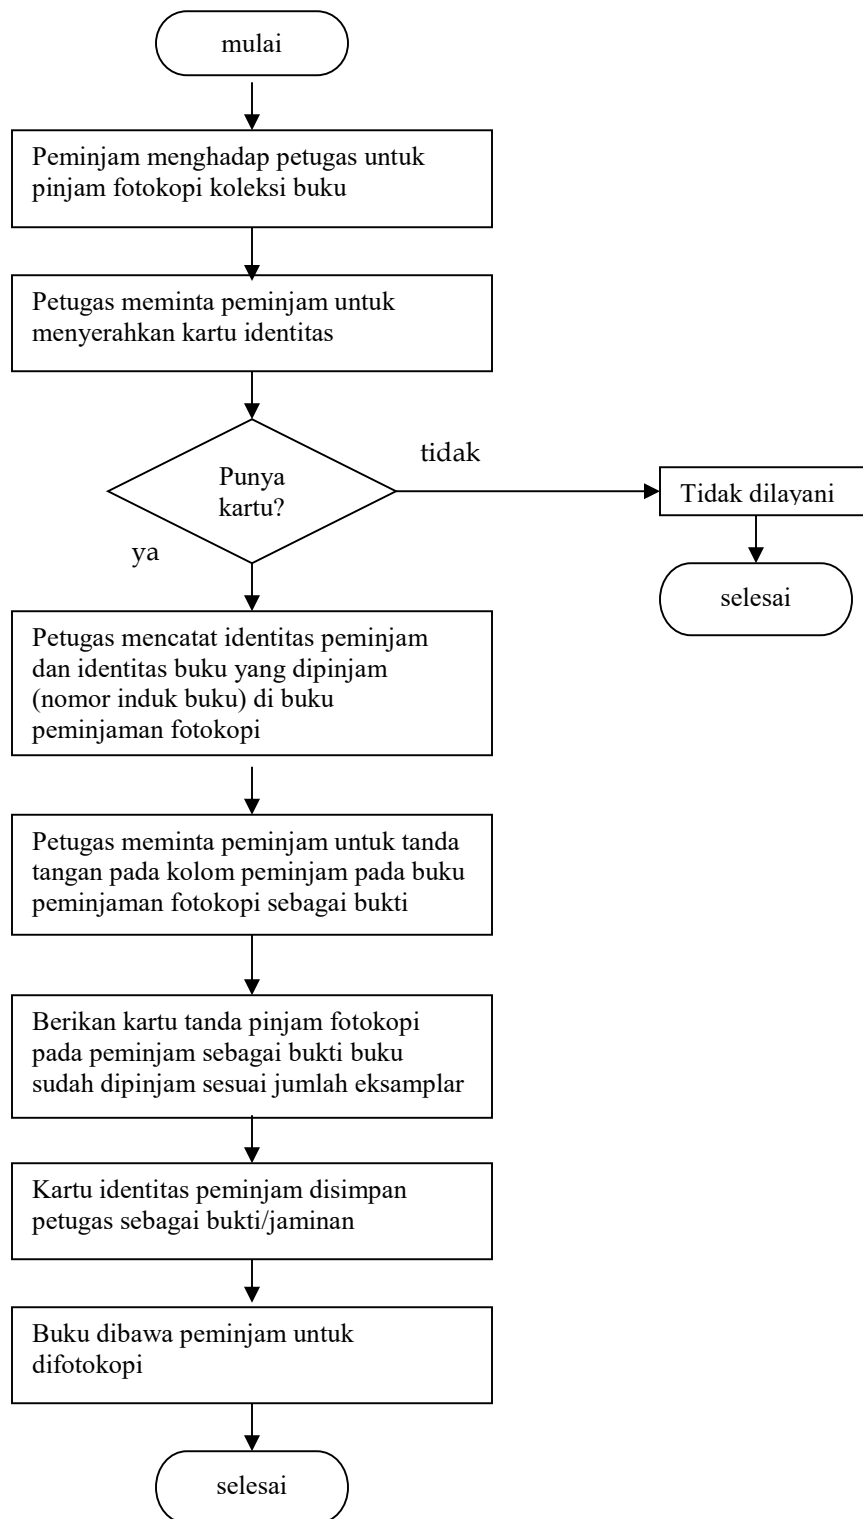 mulai
Peminjam menghadap petugas untuk
pinjam fotokopi koleksi buku
Petugas meminta peminjam untuk
menyerahkan kartu identitas
Punya
kartu?
tidak
Tidak dilayani
selesai
ya
Petugas mencatat identitas peminjam
dan identitas buku yang dipinjam
(nomor induk buku) di buku
peminjaman fotokopi
Petugas meminta peminjam untuk tanda
tangan pada kolom peminjam pada buku
peminjaman fotokopi sebagai bukti
Berikan kartu tanda pinjam fotokopi
pada peminjam sebagai bukti buku
sudah dipinjam sesuai jumlah eksamplar
Kartu identitas peminjam disimpan
petugas sebagai bukti/jaminan
Buku dibawa peminjam untuk
difotokopi
selesai